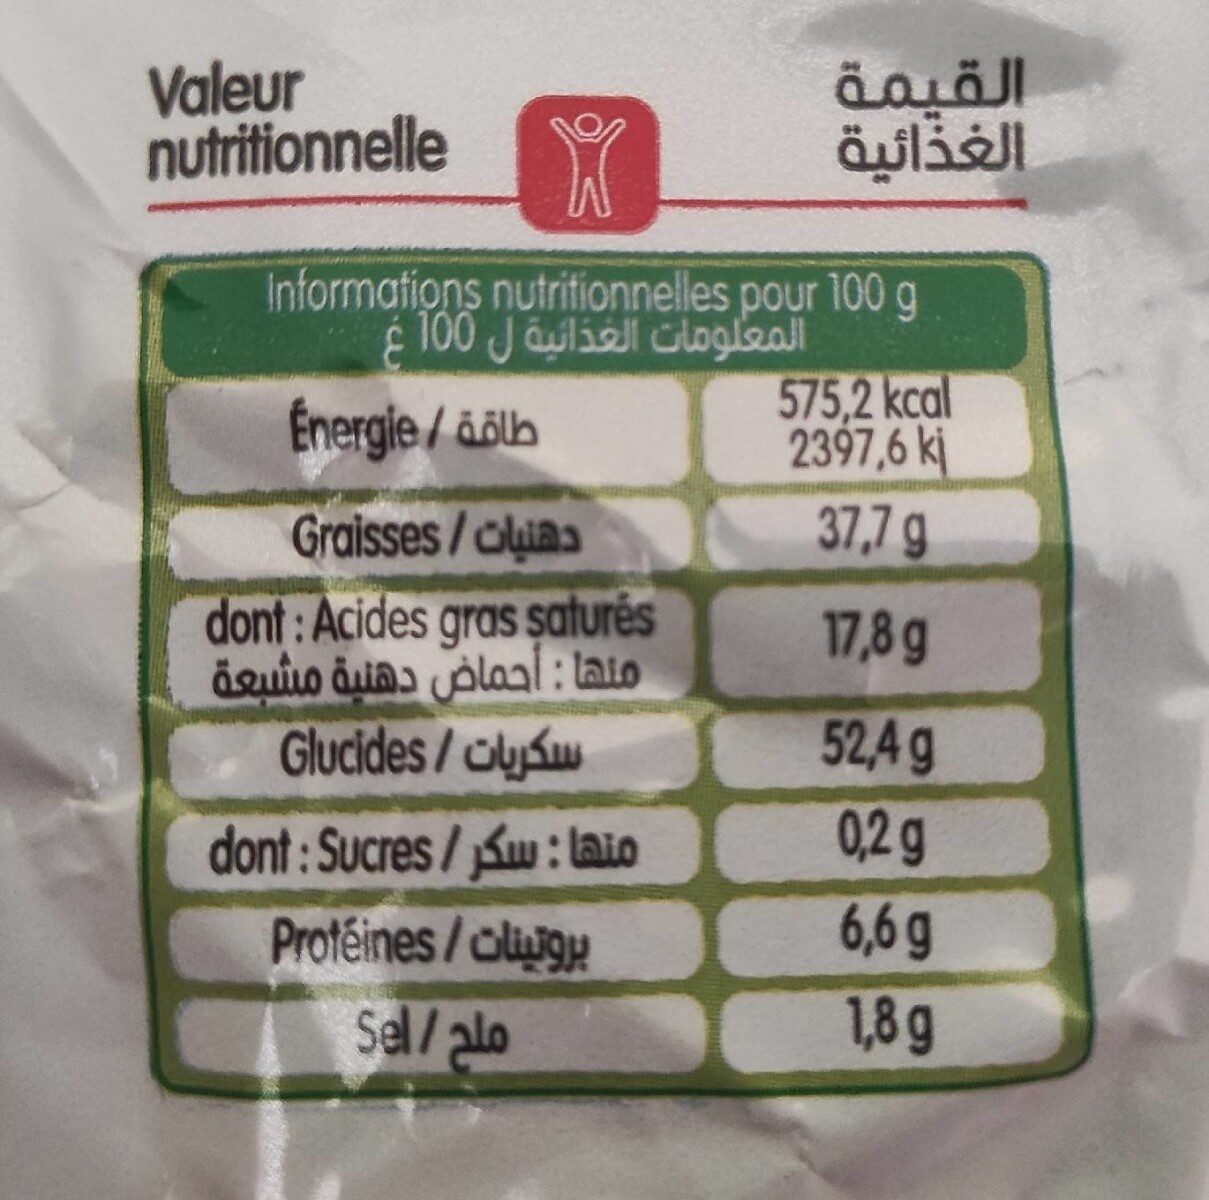 Valeur
nutritionnelle
القيمة
الغذائية
Informations nutritionnelles pour 100 g
المعلومات الغذائية ل 100 غ
Énergie / طاقة
575,2 kcal
2397,6 kj
Graisses / دهنيات
37,7 g
dont : Acides gras saturés
منها : أحماض دهنية مشبعة
17,8 g
Glucides / سكريات
52,4 g
dont : Sucres / منها : سكر
0,2 g
Protéines / بروتينات
6,6 g
Sel / ملح
1,8 g